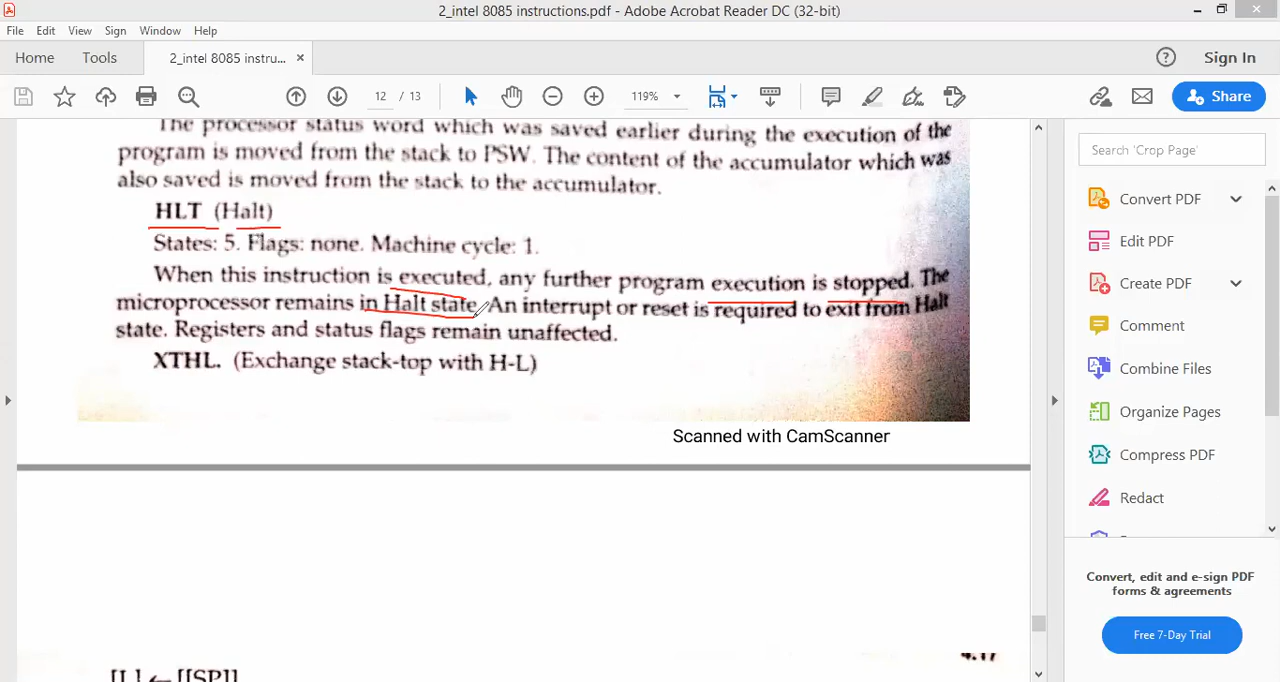 2_intel 8085 instructions.pdf - Adobe Acrobat Reader DC (32-bit)
File Edit View Sign Window Help
Home Tools 2_intel 8085 instru... ×
? Sign In
12 / 13 119% Share
The processor status word which was saved earlier during the execution of the
program is moved from the stack to PSW. The content of the accumulator which was
also saved is moved from the stack to the accumulator.
HLT (Halt)
States: 5. Flags: none. Machine cycle: 1.
When this instruction is executed, any further program execution is stopped. The
microprocessor remains in Halt state. An interrupt or reset is required to exit from Halt
state. Registers and status flags remain unaffected.
XTHL. (Exchange stack-top with H-L)
Scanned with CamScanner
4.17
[L] ← [[SP]]
Search 'Crop Page'
Convert PDF
Edit PDF
Create PDF
Comment
Combine Files
Organize Pages
Compress PDF
Redact
Convert, edit and e-sign PDF
forms & agreements
Free 7-Day Trial